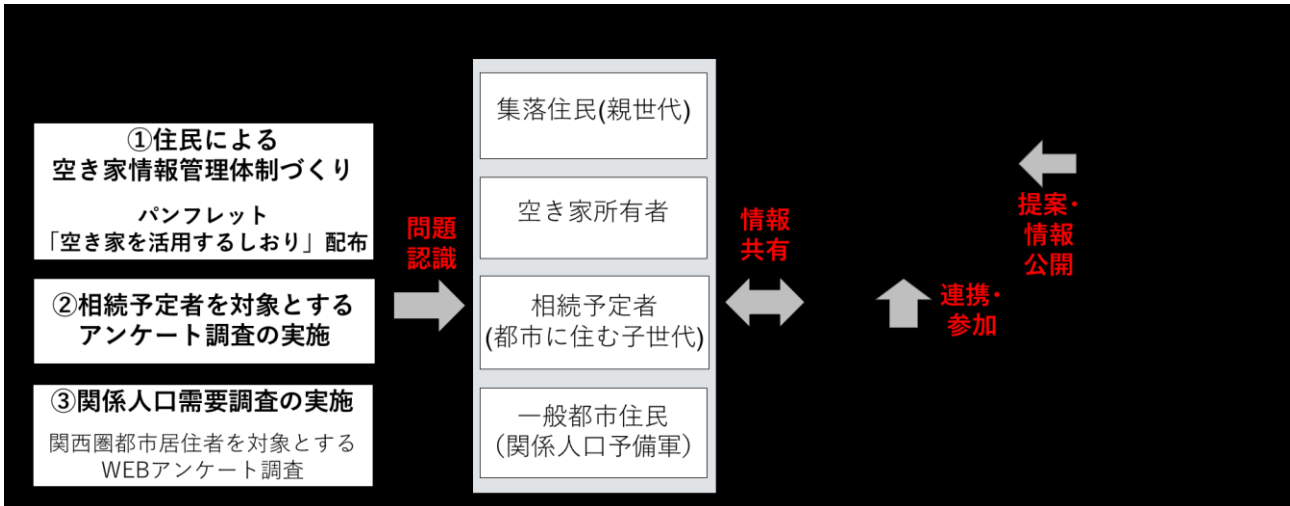 ①住民による
空き家情報管理体制づくり
パンフレット
「空き家を活用するしおり」配布
②相続予定者を対象とする
アンケート調査の実施
③関係人口需要調査の実施
関西圏都市居住者を対象とする
WEBアンケート調査
問題
認識
集落住民(親世代)
空き家所有者
相続予定者
(都市に住む子世代)
一般都市住民
（関係人口予備軍）
情報
共有
連携・
参加
提案・
情報
公開